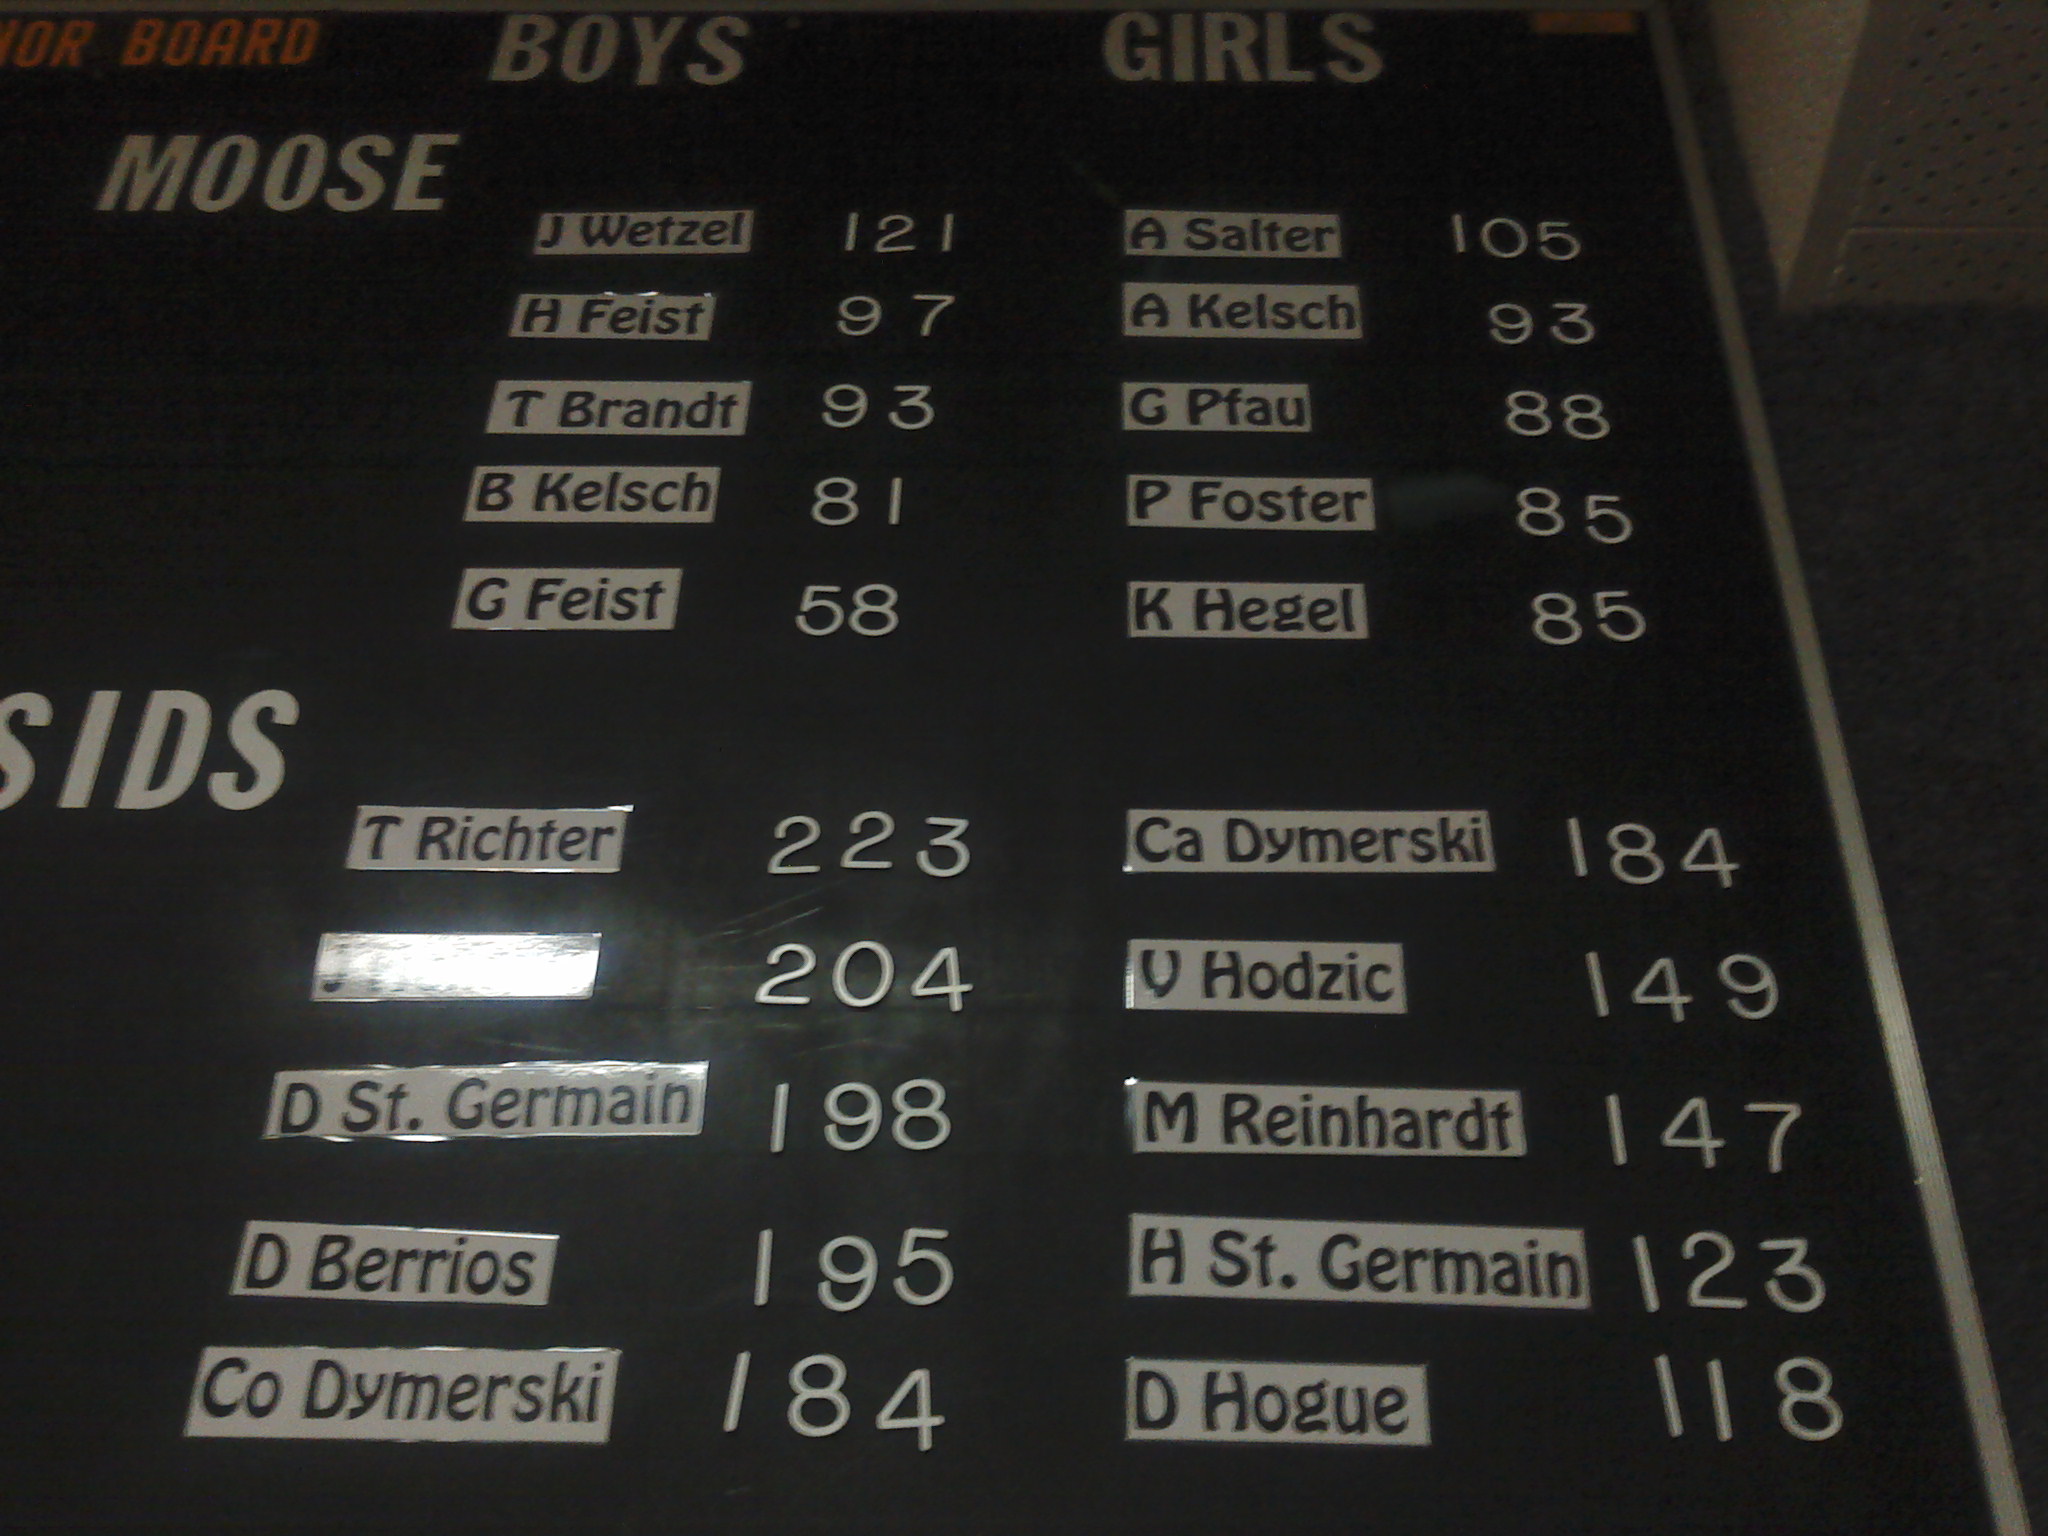 NOR BOARD BOYS GIRLS
MOOSE
J Wetzel 121 A Salter 105
H Feist 97 A Kelsch 93
T Brandt 93 G Pfau 88
B Kelsch 81 P Foster 85
G Feist 58 K Hegel 85
SIDS
T Richter 223 Ca Dymerski 184
J 204 V Hodzic 149
D St. Germain 198 M Reinhardt 147
D Berrios 195 H St. Germain 123
Co Dymerski 184 D Hogue 118